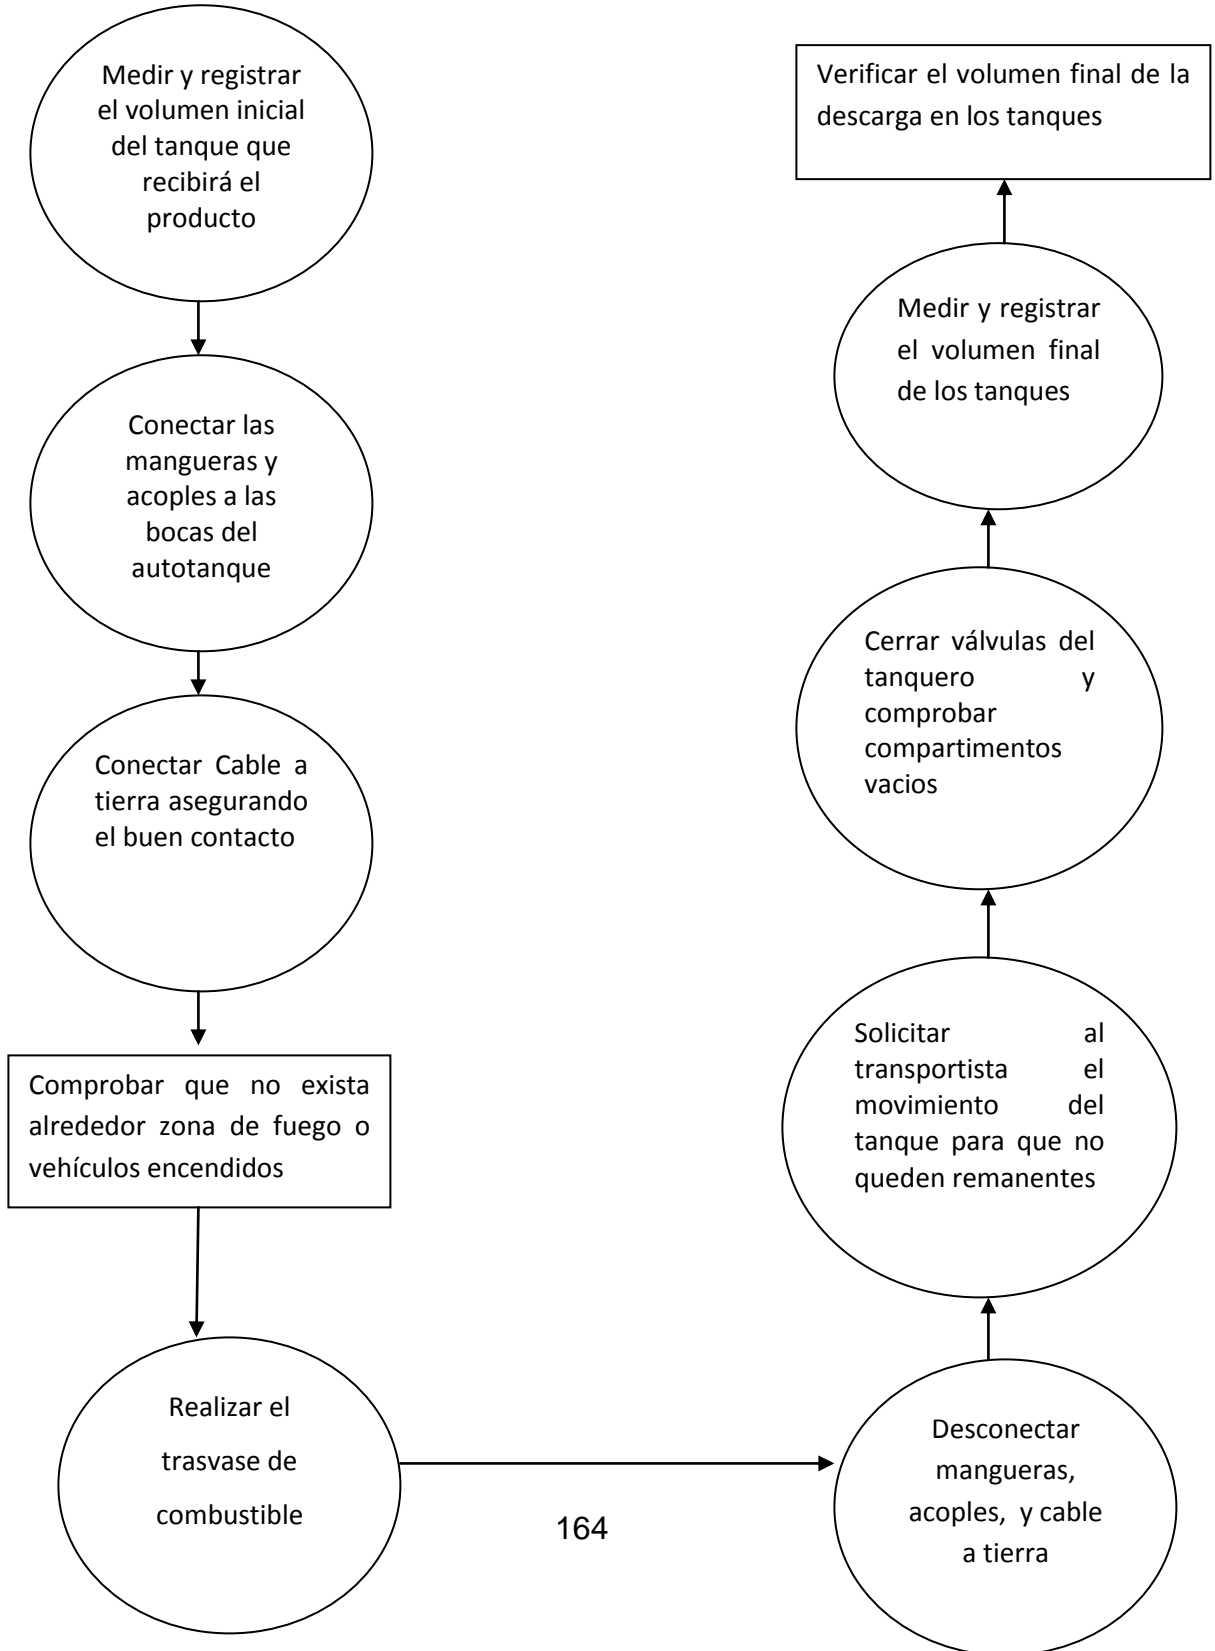 Medir y registrar
el volumen inicial
del tanque que
recibirá el
producto
Conectar las
mangueras y
acoples a las
bocas del
autotanque
Conectar Cable a
tierra asegurando
el buen contacto
Comprobar que no exista
alrededor zona de fuego o
vehículos encendidos
Realizar el
trasvase de
combustible
Desconectar
mangueras,
acoples, y cable
a tierra
Solicitar al
transportista el
movimiento del
tanque para que no
queden remanentes
Cerrar válvulas del
tanquero y
comprobar
compartimentos
vacios
Medir y registrar
el volumen final
de los tanques
Verificar el volumen final de la
descarga en los tanques
164